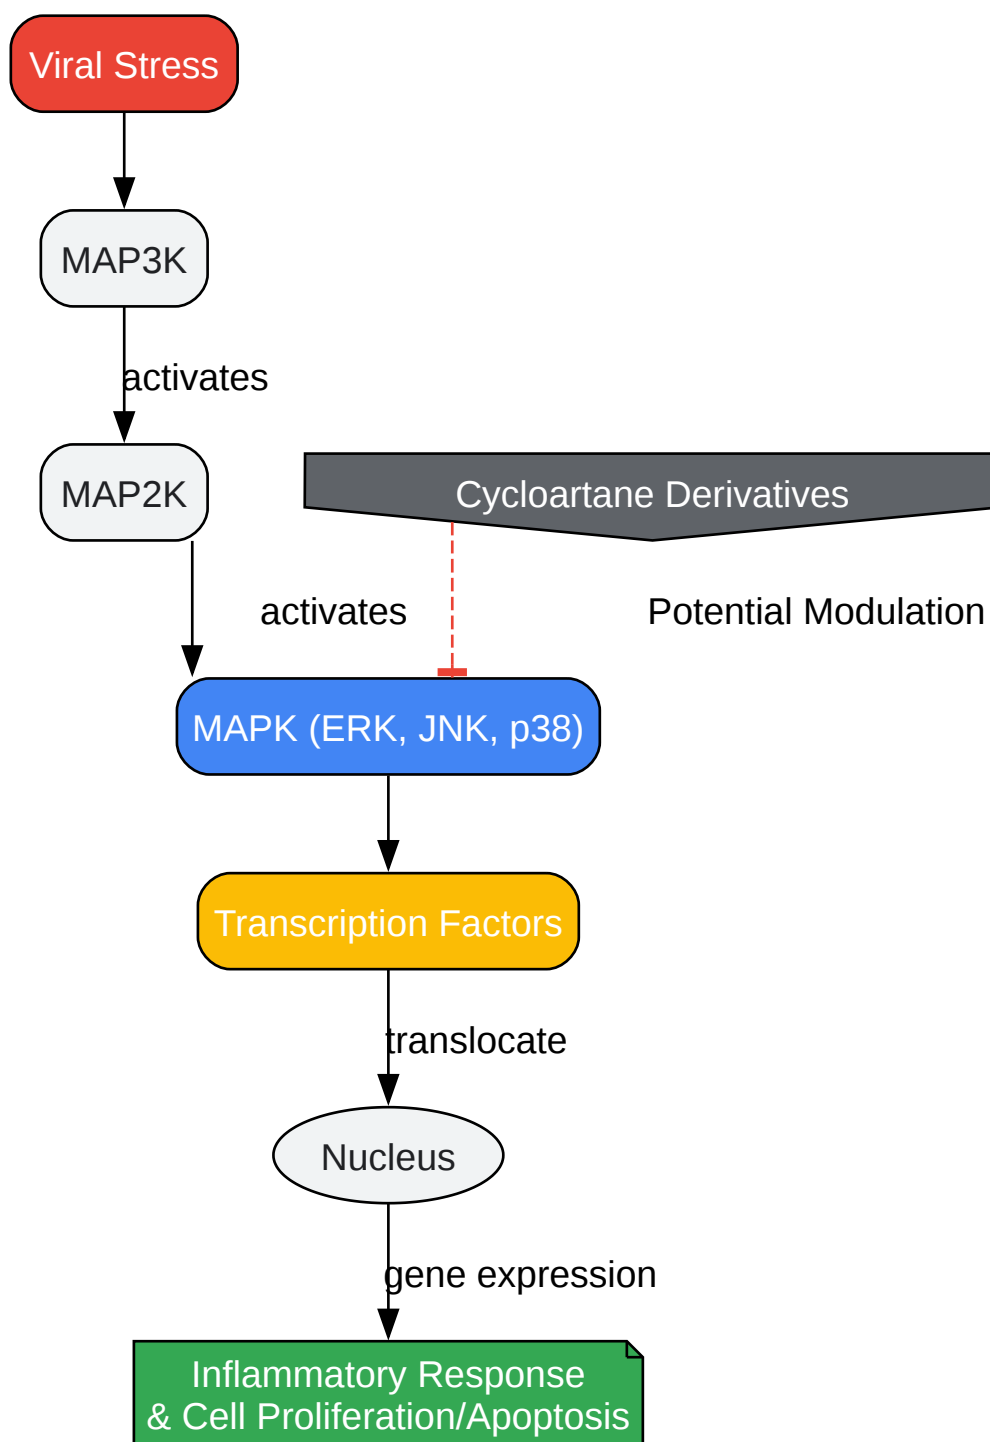 Viral Stress
MAP3K
activates
MAP2K
Cycloartane Derivatives
activates
Potential Modulation
MAPK (ERK, JNK, p38)
Transcription Factors
translocate
Nucleus
gene expression
Inflammatory Response
& Cell Proliferation/Apoptosis